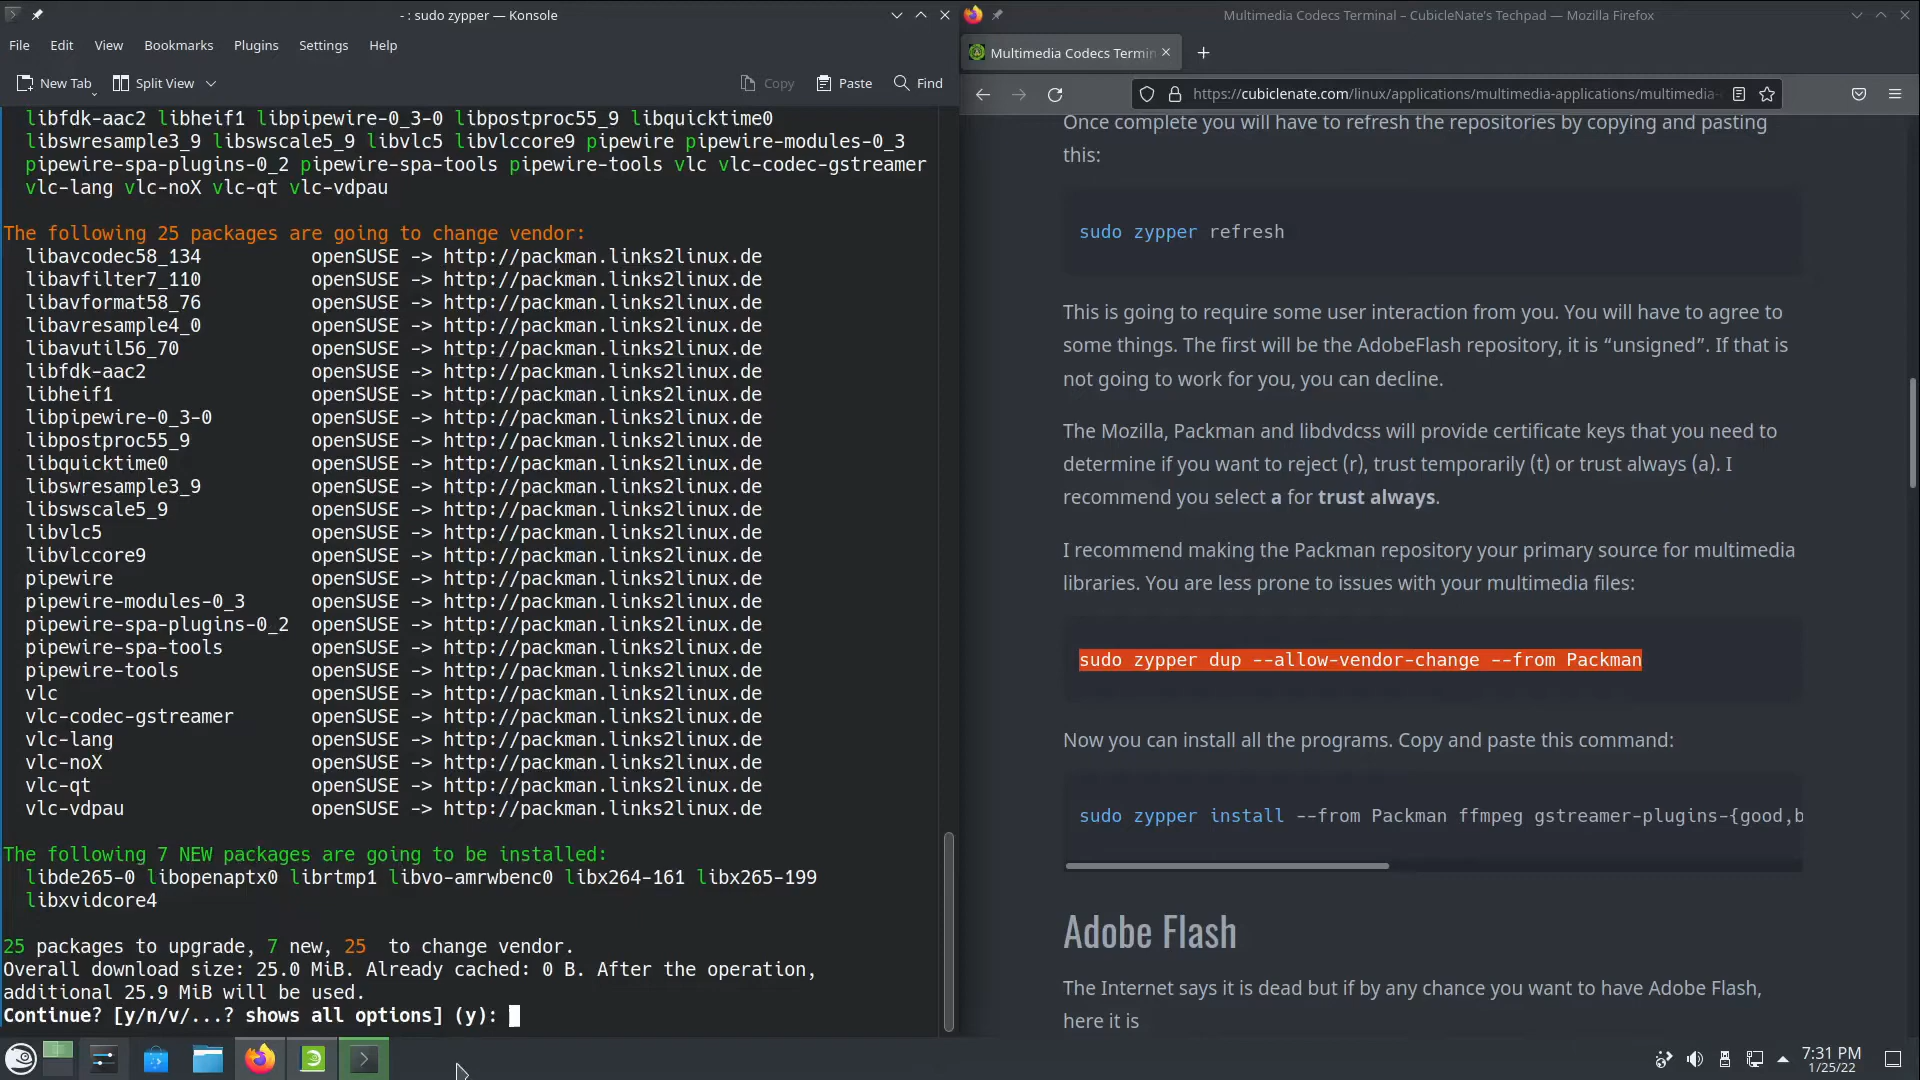 - : sudo zypper — Konsole
File Edit View Bookmarks Plugins Settings Help
New Tab Split View Copy Paste Find
libfdk-aac2 libheif1 libpipewire-0_3-0 libpostproc55_9 libquicktime0
libswresample3_9 libswscale5_9 libvlc5 libvlccore9 pipewire pipewire-modules-0_3
pipewire-spa-plugins-0_2 pipewire-spa-tools pipewire-tools vlc vlc-codec-gstreamer
vlc-lang vlc-noX vlc-qt vlc-vdpau
The following 25 packages are going to change vendor:
libavcodec58_134 openSUSE -> http://packman.links2linux.de
libavfilter7_110 openSUSE -> http://packman.links2linux.de
libavformat58_76 openSUSE -> http://packman.links2linux.de
libavresample4_0 openSUSE -> http://packman.links2linux.de
libavutil56_70 openSUSE -> http://packman.links2linux.de
libfdk-aac2 openSUSE -> http://packman.links2linux.de
libheif1 openSUSE -> http://packman.links2linux.de
libpipewire-0_3-0 openSUSE -> http://packman.links2linux.de
libpostproc55_9 openSUSE -> http://packman.links2linux.de
libquicktime0 openSUSE -> http://packman.links2linux.de
libswresample3_9 openSUSE -> http://packman.links2linux.de
libswscale5_9 openSUSE -> http://packman.links2linux.de
libvlc5 openSUSE -> http://packman.links2linux.de
libvlccore9 openSUSE -> http://packman.links2linux.de
pipewire openSUSE -> http://packman.links2linux.de
pipewire-modules-0_3 openSUSE -> http://packman.links2linux.de
pipewire-spa-plugins-0_2 openSUSE -> http://packman.links2linux.de
pipewire-spa-tools openSUSE -> http://packman.links2linux.de
pipewire-tools openSUSE -> http://packman.links2linux.de
vlc openSUSE -> http://packman.links2linux.de
vlc-codec-gstreamer openSUSE -> http://packman.links2linux.de
vlc-lang openSUSE -> http://packman.links2linux.de
vlc-noX openSUSE -> http://packman.links2linux.de
vlc-qt openSUSE -> http://packman.links2linux.de
vlc-vdpau openSUSE -> http://packman.links2linux.de
The following 7 NEW packages are going to be installed:
libde265-0 libopenaptx0 librtmp1 libvo-amrwbenc0 libx264-161 libx265-199
libxvidcore4
25 packages to upgrade, 7 new, 25  to change vendor.
Overall download size: 25.0 MiB. Already cached: 0 B. After the operation,
additional 25.9 MiB will be used.
Continue? [y/n/v/...? shows all options] (y):
Multimedia Codecs Terminal – CubicleNate's Techpad — Mozilla Firefox
Multimedia Codecs Termin
https://cubiclenate.com/linux/applications/multimedia-applications/multimedia-
Once complete you will have to refresh the repositories by copying and pasting
this:
sudo zypper refresh
This is going to require some user interaction from you. You will have to agree to
some things. The first will be the AdobeFlash repository, it is “unsigned”. If that is
not going to work for you, you can decline.
The Mozilla, Packman and libdvdcss will provide certificate keys that you need to
determine if you want to reject (r), trust temporarily (t) or trust always (a). I
recommend you select a for trust always.
I recommend making the Packman repository your primary source for multimedia
libraries. You are less prone to issues with your multimedia files:
sudo zypper dup --allow-vendor-change --from Packman
Now you can install all the programs. Copy and paste this command:
sudo zypper install --from Packman ffmpeg gstreamer-plugins-{good,b
Adobe Flash
The Internet says it is dead but if by any chance you want to have Adobe Flash,
here it is
7:31 PM
1/25/22